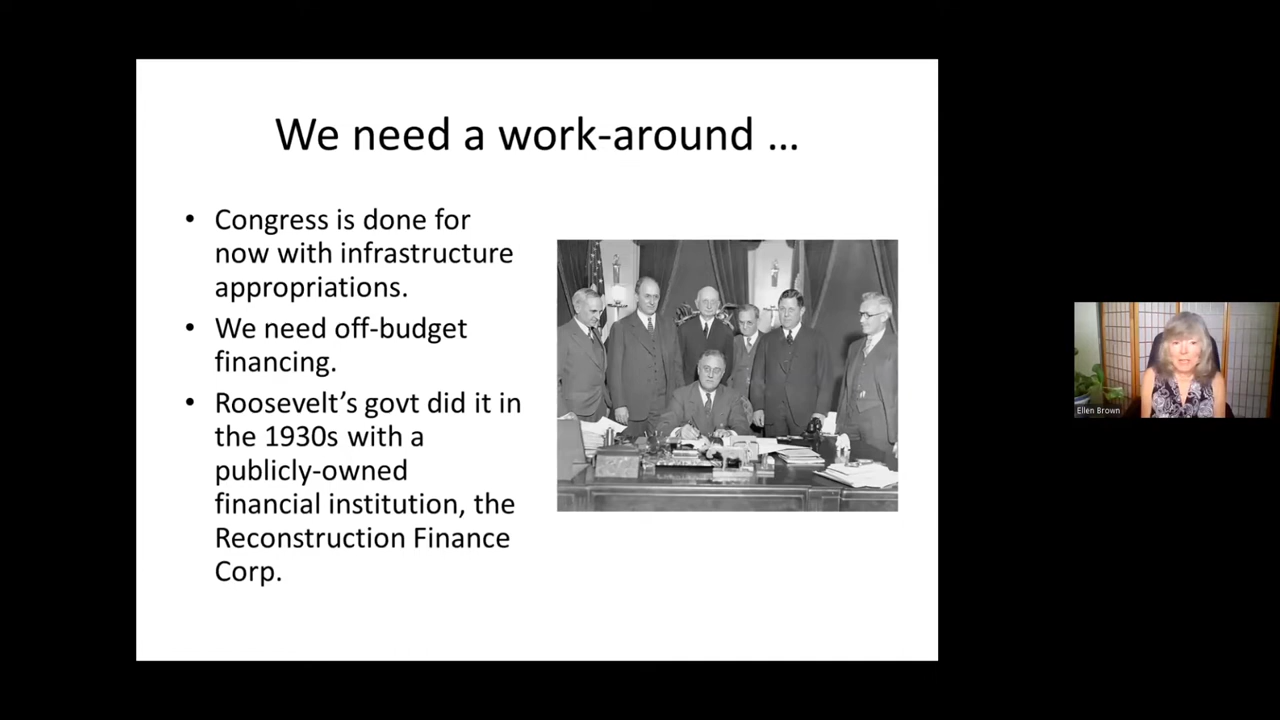 We need a work-around …
• Congress is done for
now with infrastructure
appropriations.
• We need off-budget
financing.
• Roosevelt’s govt did it in
the 1930s with a
publicly-owned
financial institution, the
Reconstruction Finance
Corp.
Ellen Brown